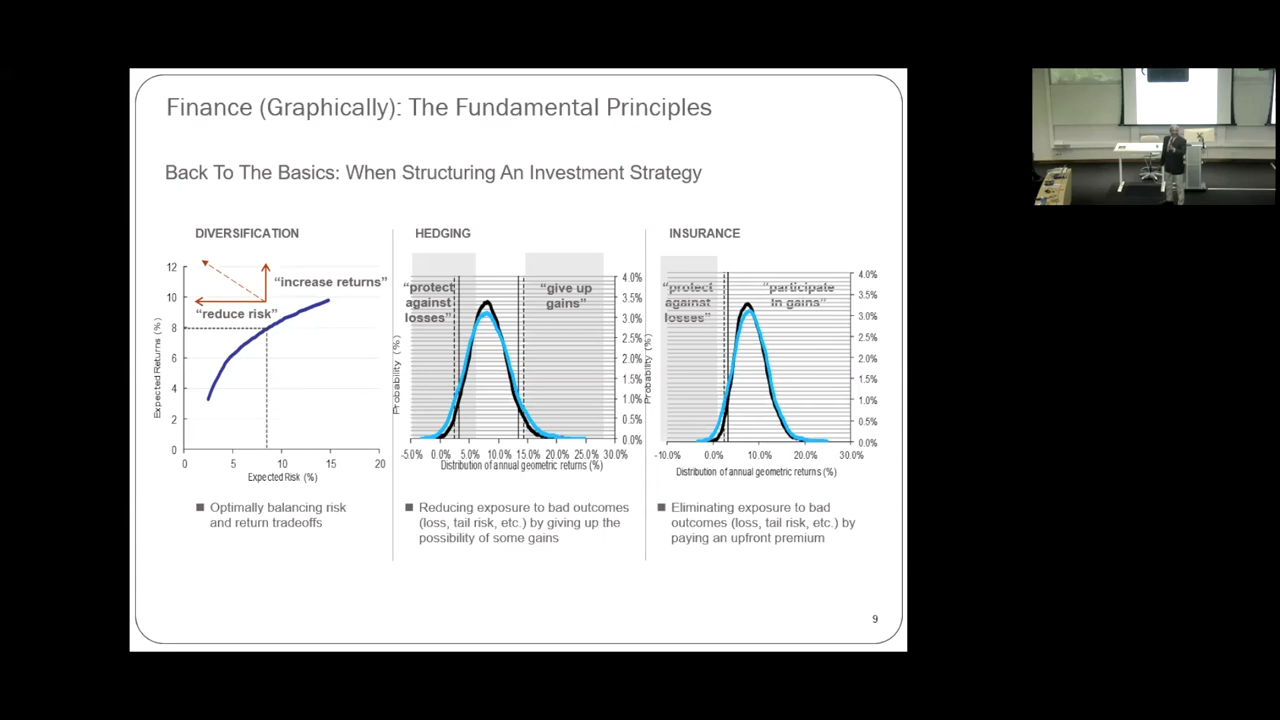 Finance (Graphically): The Fundamental Principles
Back To The Basics: When Structuring An Investment Strategy
DIVERSIFICATION
12
10
8
6
4
2
0
0
5
10
15
20
Expected Returns (%)
Expected Risk (%)
"increase returns"
"reduce risk"
■ Optimally balancing risk
and return tradeoffs
HEDGING
"protect
against
losses"
"give up
gains"
4.0%
3.5%
3.0%
2.5%
2.0%
1.5%
1.0%
0.5%
0.0%
Probability (%)
-5.0% 0.0% 5.0% 10.0% 15.0% 20.0% 25.0% 30.0%
Distribution of annual geometric returns (%)
■ Reducing exposure to bad outcomes
(loss, tail risk, etc.) by giving up the
possibility of some gains
INSURANCE
"protect
against
losses"
"participate
in gains"
4.0%
3.5%
3.0%
2.5%
2.0%
1.5%
1.0%
0.5%
0.0%
Probability (%)
-10.0% 0.0% 10.0% 20.0% 30.0%
Distribution of annual geometric returns (%)
■ Eliminating exposure to bad
outcomes (loss, tail risk, etc.) by
paying an upfront premium
9